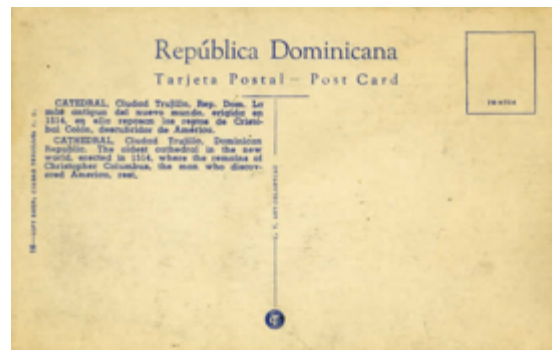 República Dominicana
Tarjeta Postal – Post Card
CATEDRAL, Ciudad Trujillo, Rep. Dom. La
más antigua del nuevo mundo, erigida en
1514, en ella reposan los restos de Cristó-
bal Colón, descubridor de América.
CATHEDRAL, Ciudad Trujillo, Dominican
Republic. The oldest cathedral in the new
world, erected in 1514, where the remains of
Christopher Columbus, the man who discov-
ered America, rest.